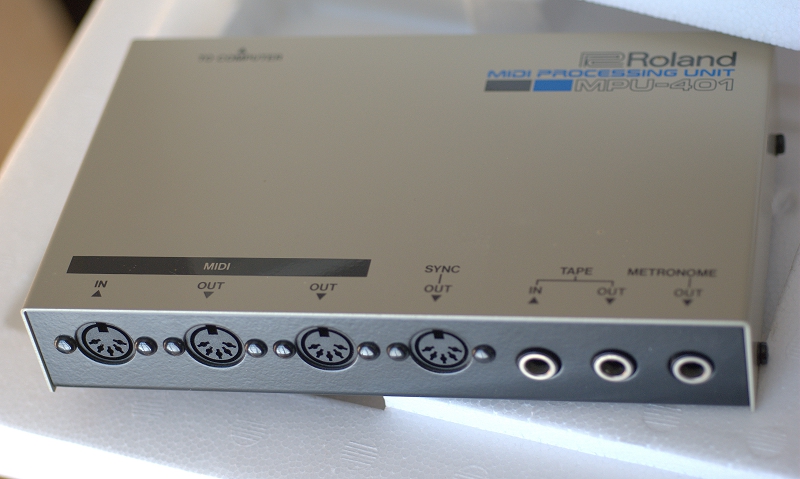 TO COMPUTER
Roland
MIDI PROCESSING UNIT
MPU-401
MIDI
IN
OUT
OUT
SYNC
OUT
TAPE
IN
OUT
METRONOME
OUT